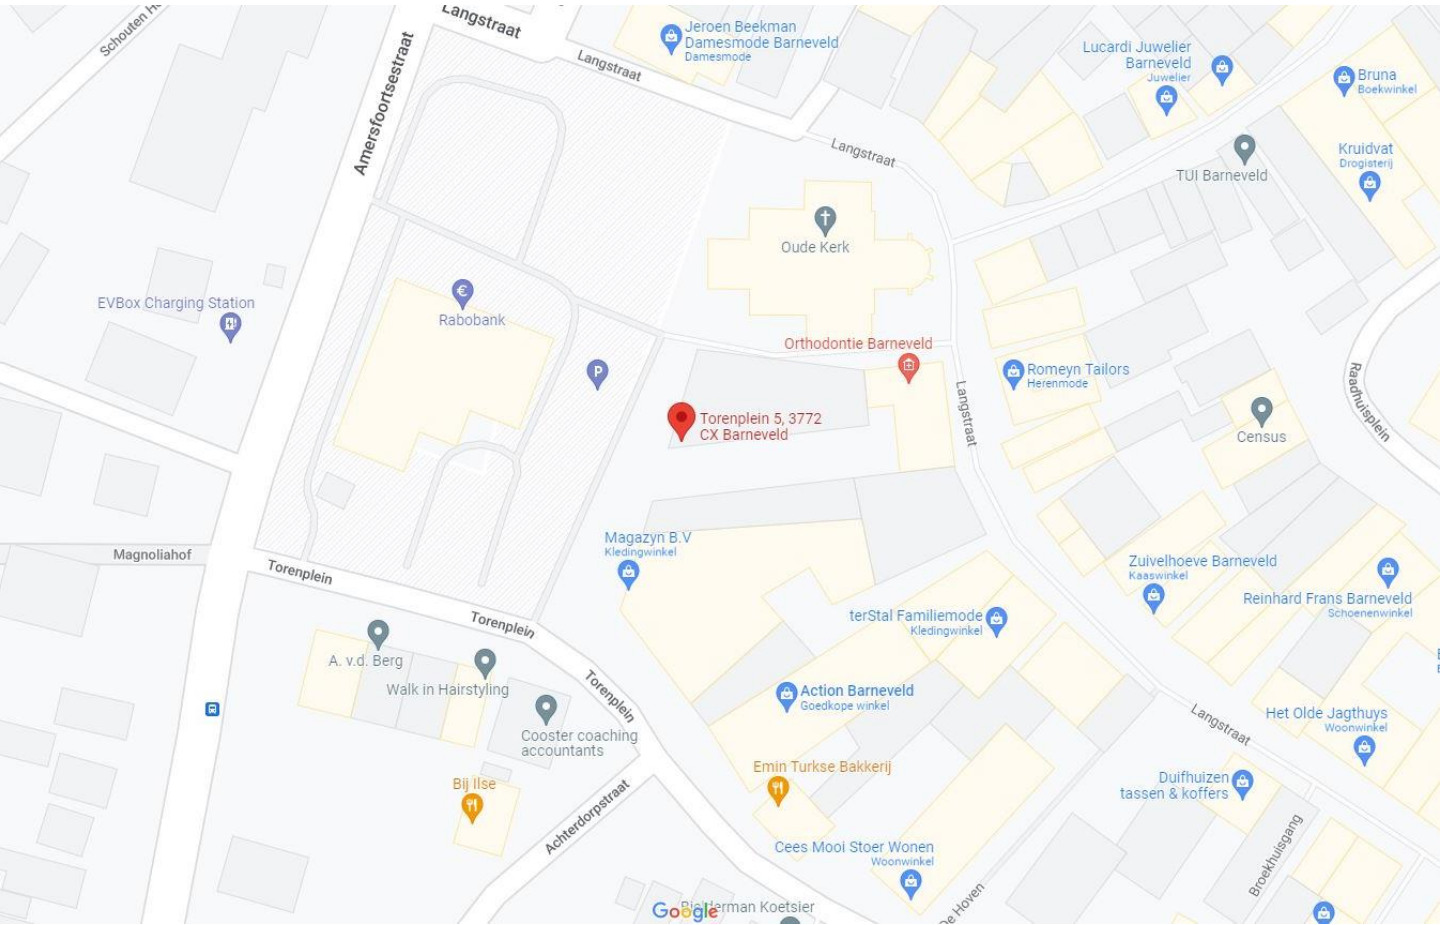 Langstraat
Schouten
Jeroen Beekman
Damesmode Barneveld
Damesmode
Langstraat
Lucardi Juwelier
Barneveld
Juwelier
Bruna
Boekwinkel
Amersfoortsestraat
Langstraat
Kruidvat
Drogisterij
TUI Barneveld
Oude Kerk
EVBox Charging Station
Rabobank
P
Orthodontie Barneveld
Romeyn Tailors
Herenmode
Raadhuisplein
Langstraat
Torenplein 5, 3772
CX Barneveld
Census
Magnoliahof
Magazyn B.V
Kledingwinkel
Torenplein
Zuivelhoeve Barneveld
Kaaswinkel
Reinhard Frans Barneveld
Schoenenwinkel
terStal Familiemode
Kledingwinkel
Torenplein
A. v.d. Berg
Walk in Hairstyling
Torenplein
Action Barneveld
Goedkope winkel
Langstraat
Het Olde Jagthuys
Woonwinkel
Cooster coaching
accountants
Emin Turkse Bakkerij
Bij Ilse
Duifhuizen
tassen & koffers
Achterdorpstraat
Cees Mooi Stoer Wonen
Woonwinkel
Broekhuisgang
De Hoven
Google
Koetsier